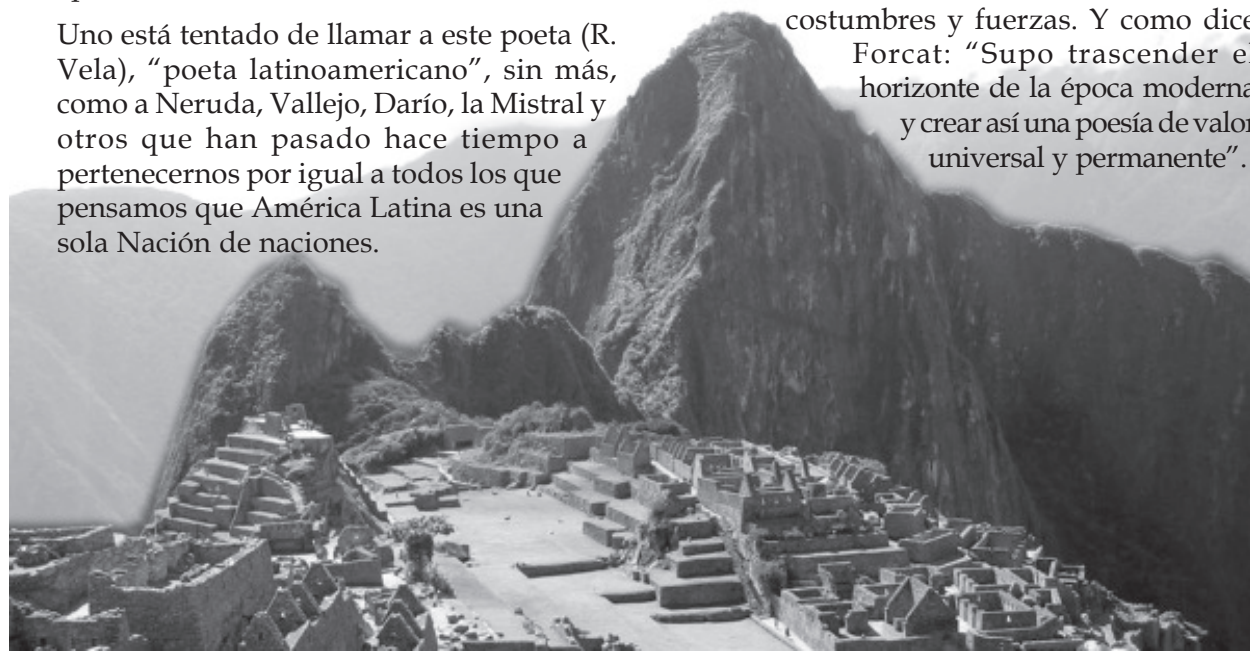 Uno está tentado de llamar a este poeta (R.
Vela), “poeta latinoamericano”, sin más,
como a Neruda, Vallejo, Darío, la Mistral y
otros que han pasado hace tiempo a
pertenecernos por igual a todos los que
pensamos que América Latina es una
sola Nación de naciones.
costumbres y fuerzas. Y como dice
Forcat: “Supo trascender el
horizonte de la época moderna
y crear así una poesía de valor
universal y permanente”.